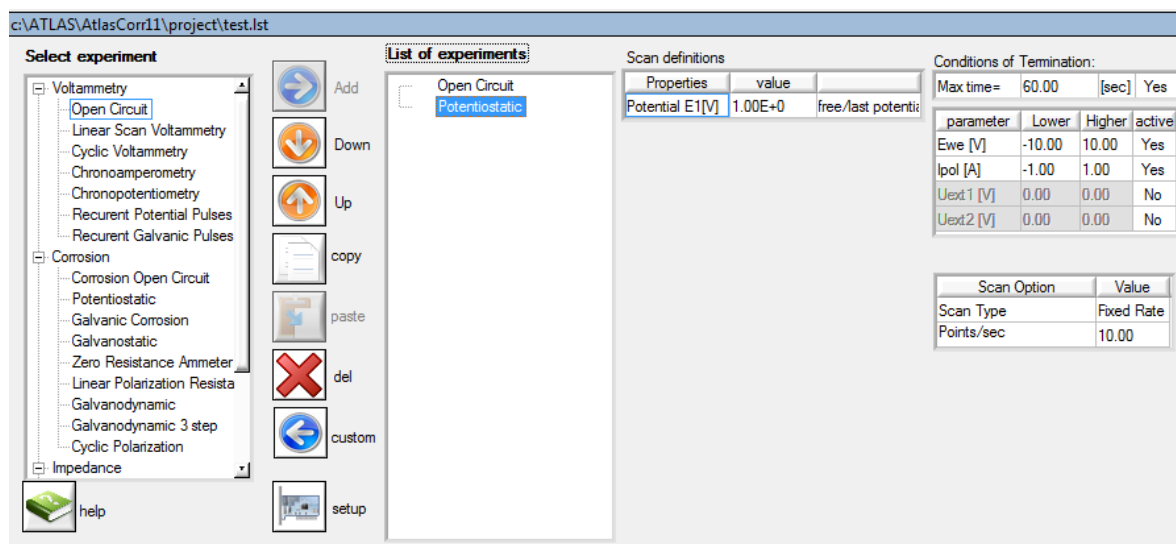 c:\ATLAS\AtlasCorr11\project\test.lst
Select experiment
Voltammetry
Open Circuit
Linear Scan Voltammetry
Cyclic Voltammetry
Chronoamperometry
Chronopotentiometry
Recurent Potential Pulses
Recurent Galvanic Pulses
Corrosion
Corrosion Open Circuit
Potentiostatic
Galvanic Corrosion
Galvanostatic
Zero Resistance Ammeter
Linear Polarization Resista
Galvanodynamic
Galvanodynamic 3 step
Cyclic Polarization
Impedance
help
Add
Down
Up
copy
paste
del
custom
setup
List of experiments
Open Circuit
Potentiostatic
Scan definitions
Properties value
Potential E1[V] 1.00E+0 free/last potentia
Conditions of Termination:
Max time= 60.00 [sec] Yes
parameter Lower Higher active
Ewe [V] -10.00 10.00 Yes
Ipol [A] -1.00 1.00 Yes
Uext1 [V] 0.00 0.00 No
Uext2 [V] 0.00 0.00 No
Scan Option Value
Scan Type Fixed Rate
Points/sec 10.00